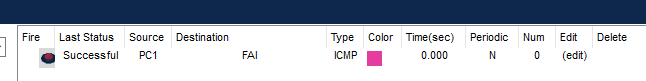 Fire Last Status Source Destination Type Color Time(sec) Periodic Num Edit Delete
Successful PC1 FAI ICMP 0.000 N 0 (edit)